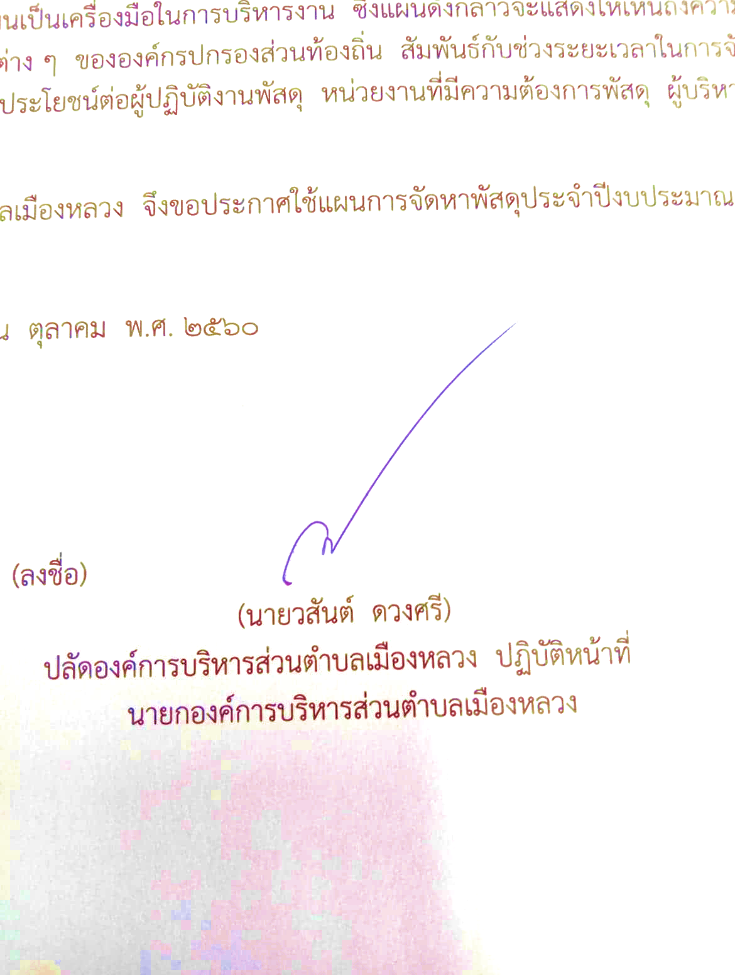 นเป็นเครื่องมือในการบริหารงาน ซึ่งแผนดังกล่าวจะแสดงให้เห็นถึงความ
ต่าง ๆ ขององค์กรปกรองส่วนท้องถิ่น สัมพันธ์กับช่วงระยะเวลาในการจั
ประโยชน์ต่อผู้ปฏิบัติงานพัสดุ หน่วยงานที่มีความต้องการพัสดุ ผู้บริหา
ลเมืองหลวง จึงขอประกาศใช้แผนการจัดหาพัสดุประจำปีงบประมาณ
น ตุลาคม พ.ศ. ๒๕๖๐
(ลงชื่อ)
(นายวสันต์ ดวงศรี)
ปลัดองค์การบริหารส่วนตำบลเมืองหลวง ปฏิบัติหน้าที่
นายกองค์การบริหารส่วนตำบลเมืองหลวง